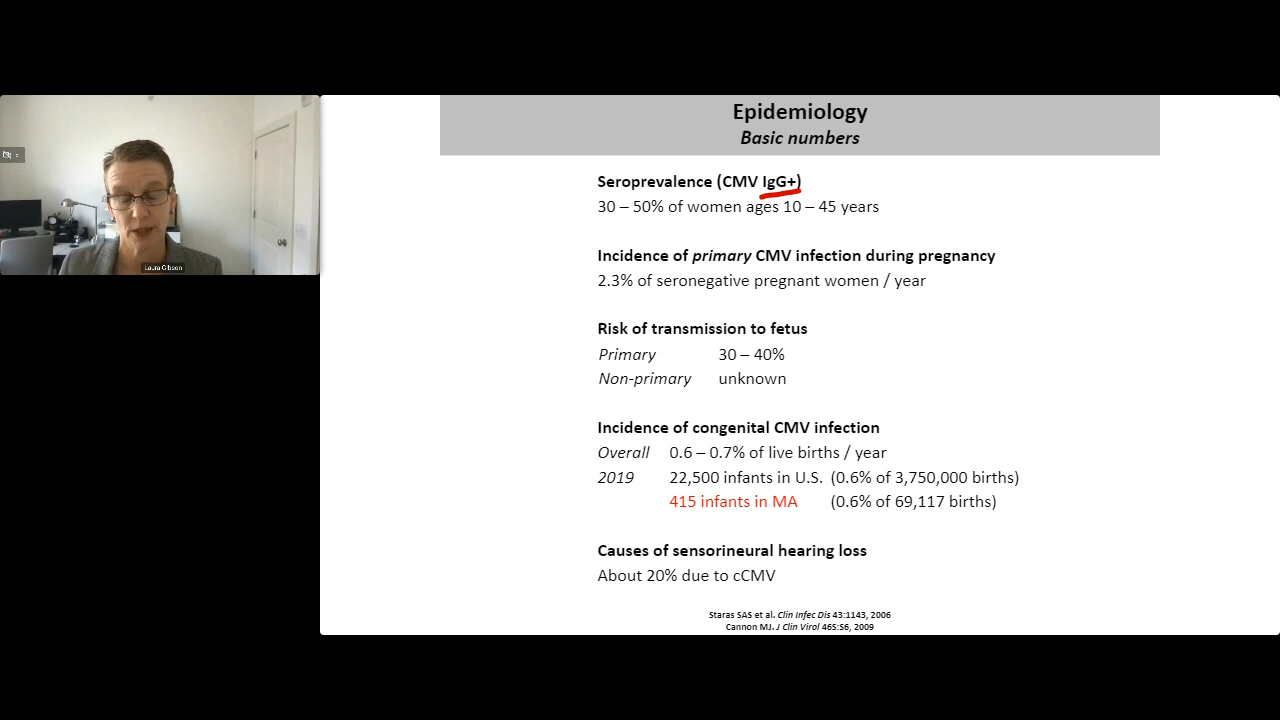 Laura Gibson
Epidemiology
Basic numbers
Seroprevalence (CMV IgG+)
30 – 50% of women ages 10 – 45 years
Incidence of primary CMV infection during pregnancy
2.3% of seronegative pregnant women / year
Risk of transmission to fetus
Primary 30 – 40%
Non-primary unknown
Incidence of congenital CMV infection
Overall 0.6 – 0.7% of live births / year
2019 22,500 infants in U.S. (0.6% of 3,750,000 births)
415 infants in MA (0.6% of 69,117 births)
Causes of sensorineural hearing loss
About 20% due to cCMV
Staras SAS et al. Clin Infec Dis 43:1143, 2006
Cannon MJ. J Clin Virol 46S:S6, 2009